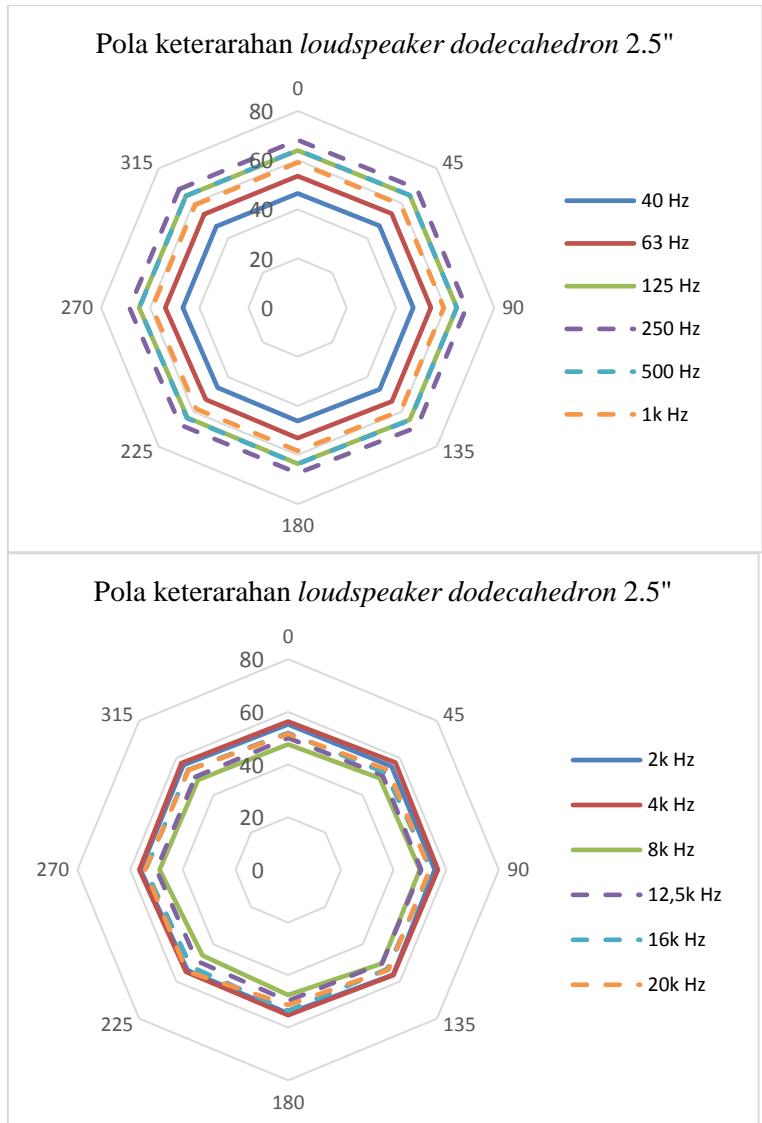 Pola keterarahan loudspeaker dodecahedron 2.5"
0
80
315
45
60
40
20
0
270
90
225
135
180
40 Hz
63 Hz
125 Hz
250 Hz
500 Hz
1k Hz
Pola keterarahan loudspeaker dodecahedron 2.5"
0
80
315
45
60
40
20
0
270
90
225
135
180
2k Hz
4k Hz
8k Hz
12,5k Hz
16k Hz
20k Hz